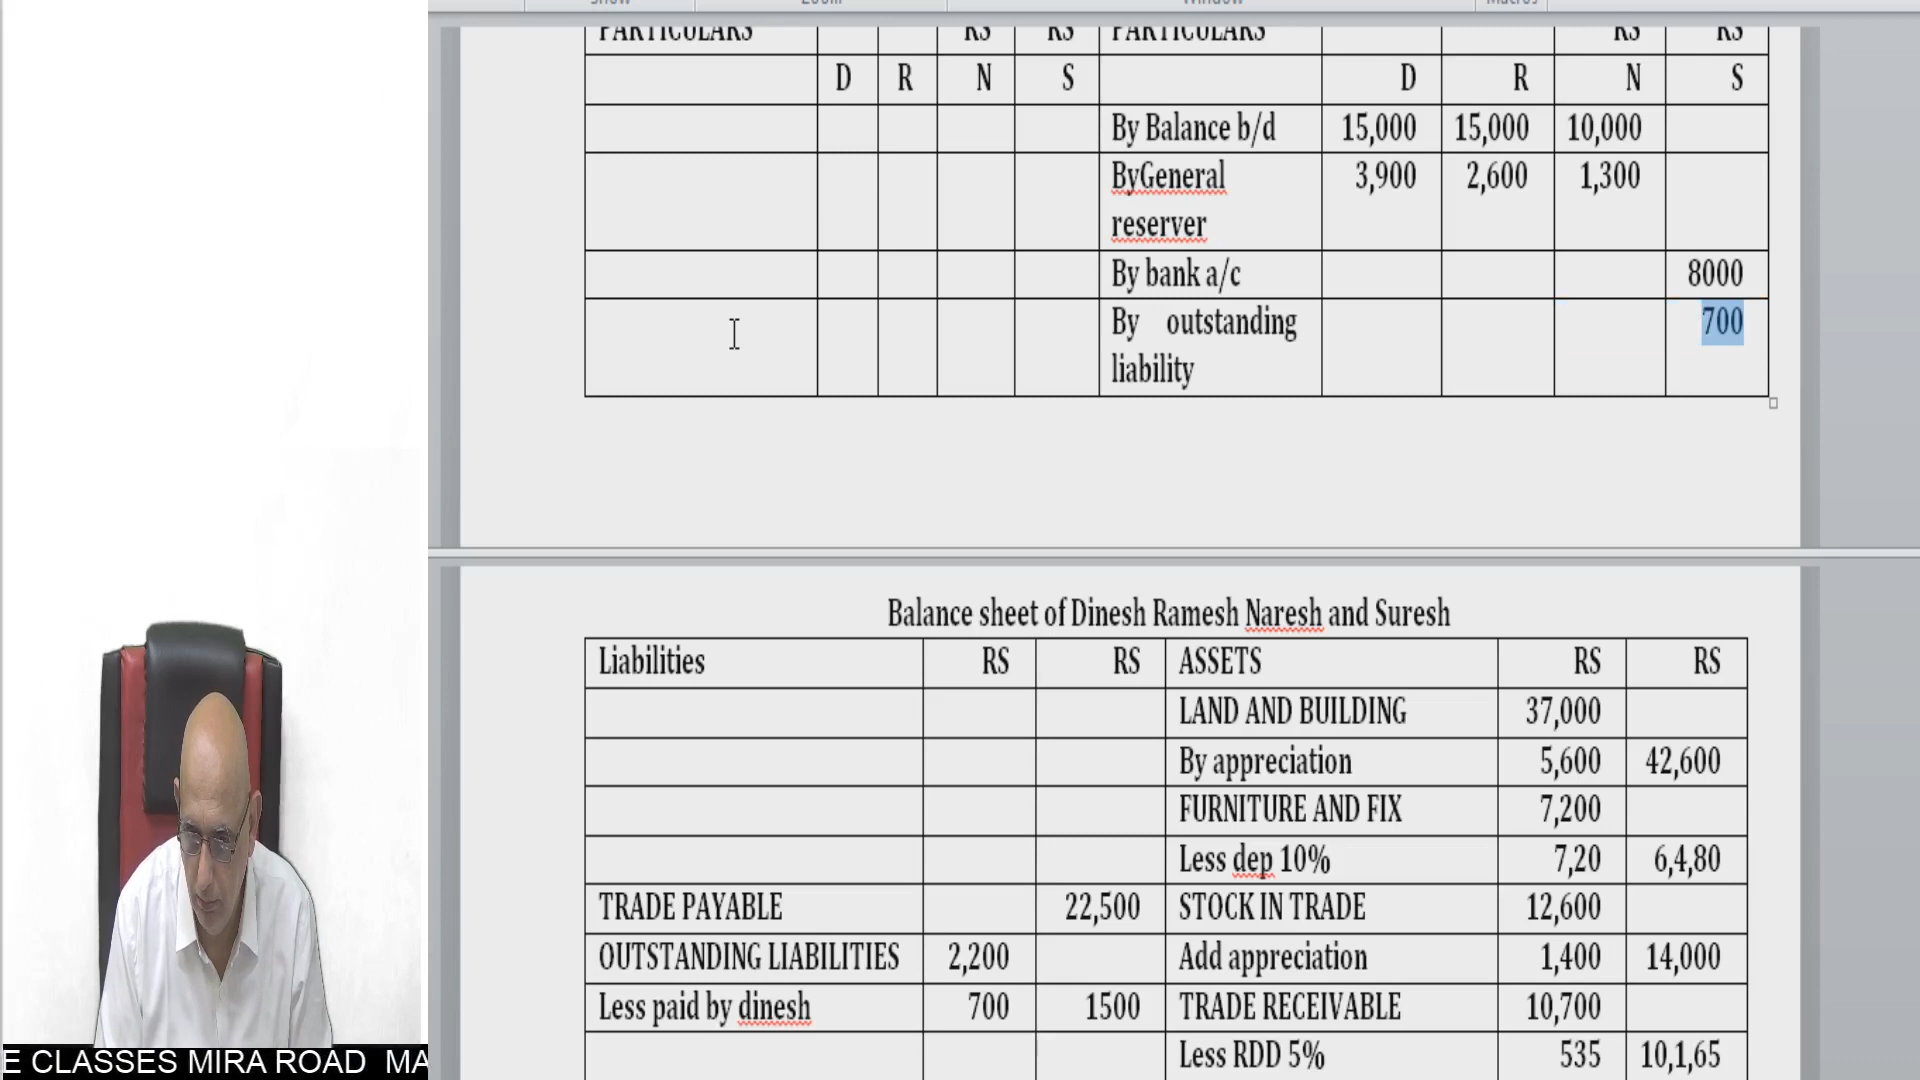 Show Zoom Window Macros
PARTICULARS RS RS PARTICULARS RS RS
D R N S D R N S
By Balance b/d 15,000 15,000 10,000
ByGeneral 3,900 2,600 1,300
reserver
By bank a/c 8000
By outstanding 700
liability
Balance sheet of Dinesh Ramesh Naresh and Suresh
Liabilities RS RS ASSETS RS RS
LAND AND BUILDING 37,000
By appreciation 5,600 42,600
FURNITURE AND FIX 7,200
Less dep 10% 7,20 6,4,80
TRADE PAYABLE 22,500 STOCK IN TRADE 12,600
OUTSTANDING LIABILITIES 2,200 Add appreciation 1,400 14,000
Less paid by dinesh 700 1500 TRADE RECEIVABLE 10,700
Less RDD 5% 535 10,1,65
E CLASSES MIRA ROAD MA